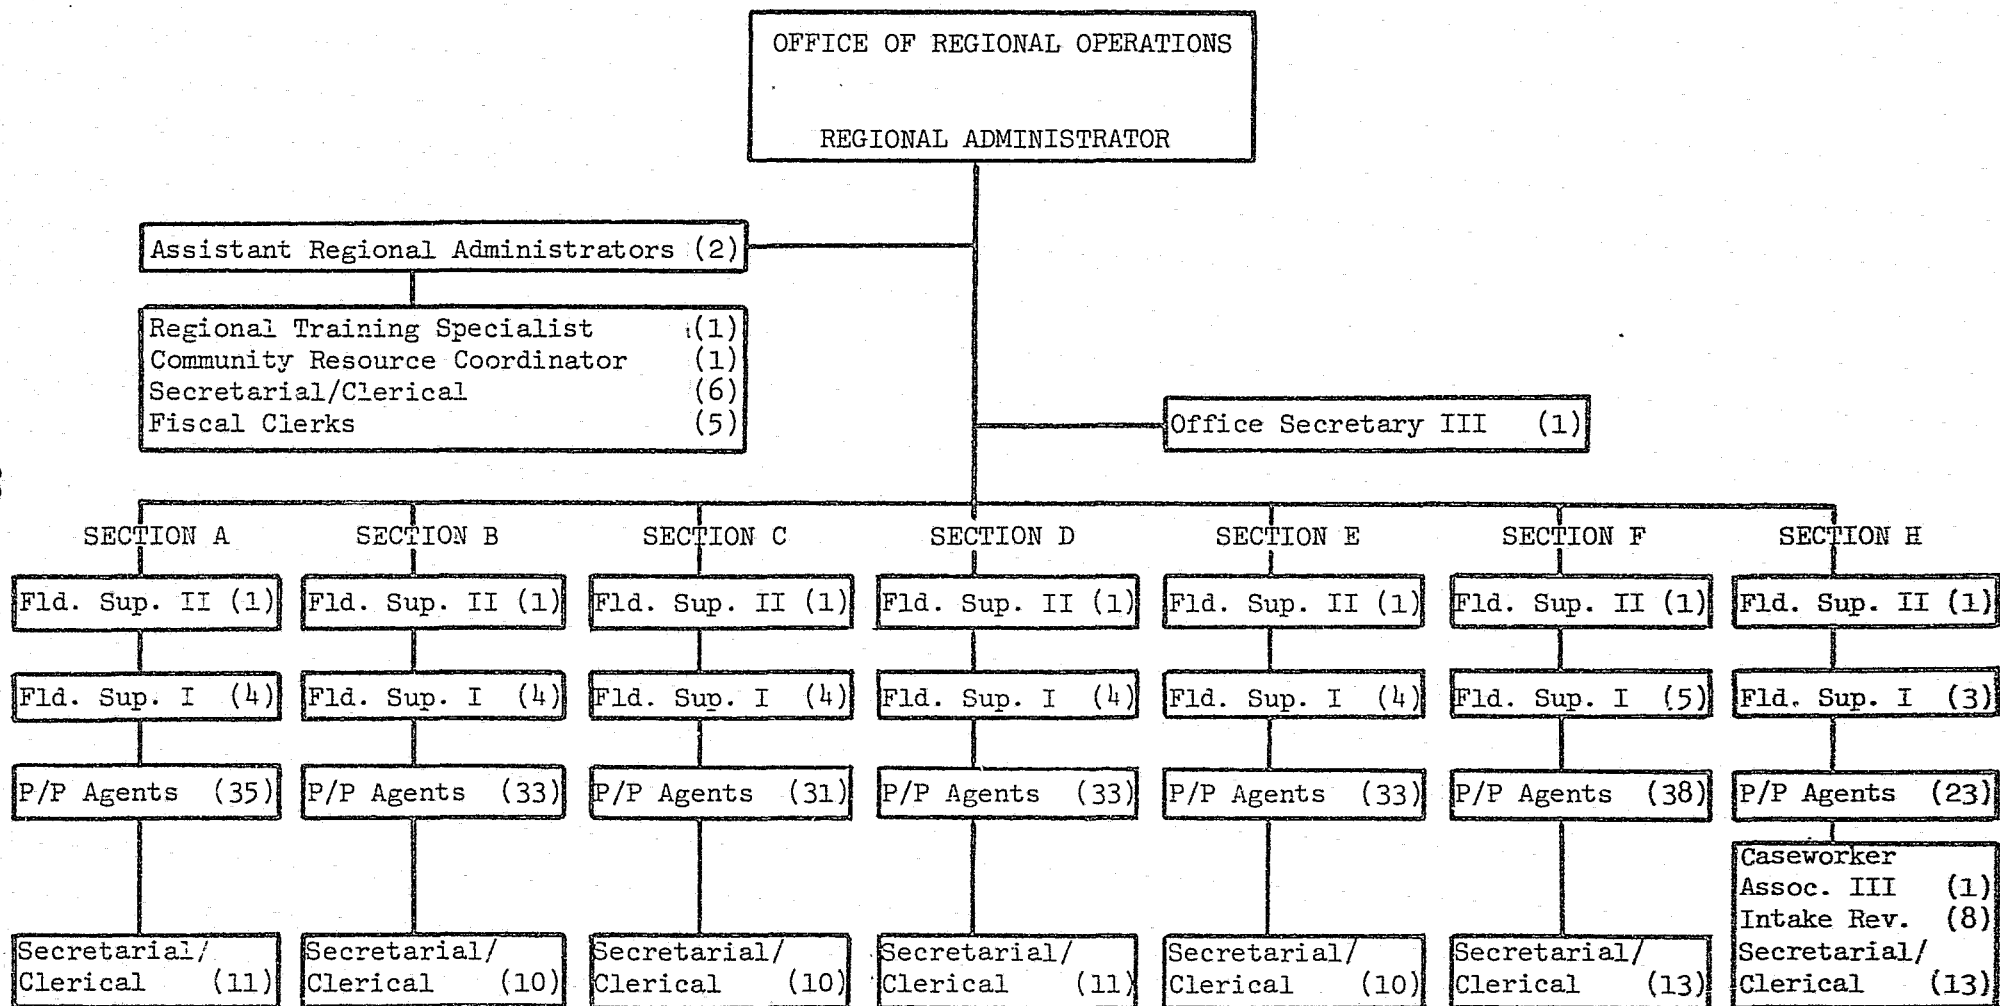 OFFICE OF REGIONAL OPERATIONS
REGIONAL ADMINISTRATOR
Assistant Regional Administrators (2)
Regional Training Specialist (1)
Community Resource Coordinator (1)
Secretarial/Clerical (6)
Fiscal Clerks (5)
Office Secretary III (1)
SECTION A
SECTION B
SECTION C
SECTION D
SECTION E
SECTION F
SECTION H
Fld. Sup. II (1)
Fld. Sup. II (1)
Fld. Sup. II (1)
Fld. Sup. II (1)
Fld. Sup. II (1)
Fld. Sup. II (1)
Fld. Sup. II (1)
Fld. Sup. I (4)
Fld. Sup. I (4)
Fld. Sup. I (4)
Fld. Sup. I (4)
Fld. Sup. I (4)
Fld. Sup. I (5)
Fld. Sup. I (3)
P/P Agents (35)
P/P Agents (33)
P/P Agents (31)
P/P Agents (33)
P/P Agents (33)
P/P Agents (38)
P/P Agents (23)
Secretarial/
Clerical (11)
Secretarial/
Clerical (10)
Secretarial/
Clerical (10)
Secretarial/
Clerical (11)
Secretarial/
Clerical (10)
Secretarial/
Clerical (13)
Caseworker
Assoc. III (1)
Intake Rev. (8)
Secretarial/
Clerical (13)